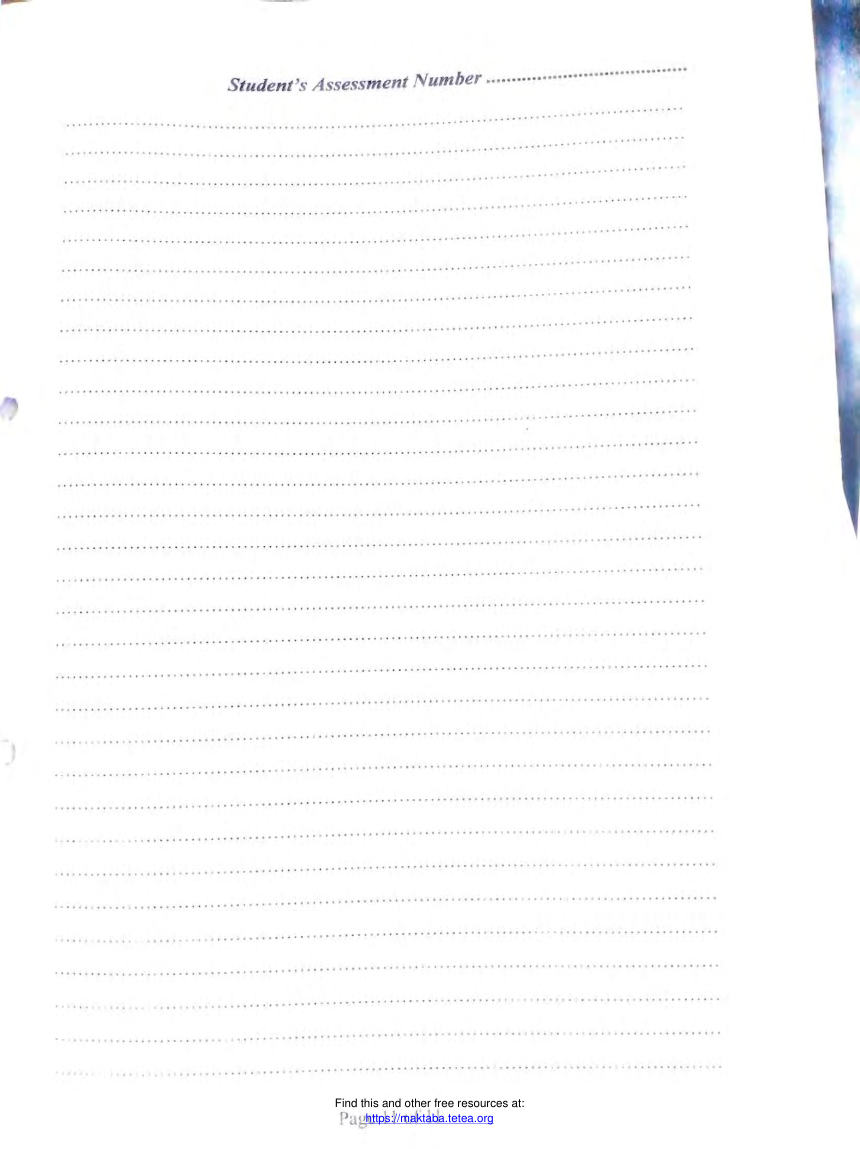 Student's Assessment Number ................................................
Find this and other free resources at:
https://maktaba.tetea.org